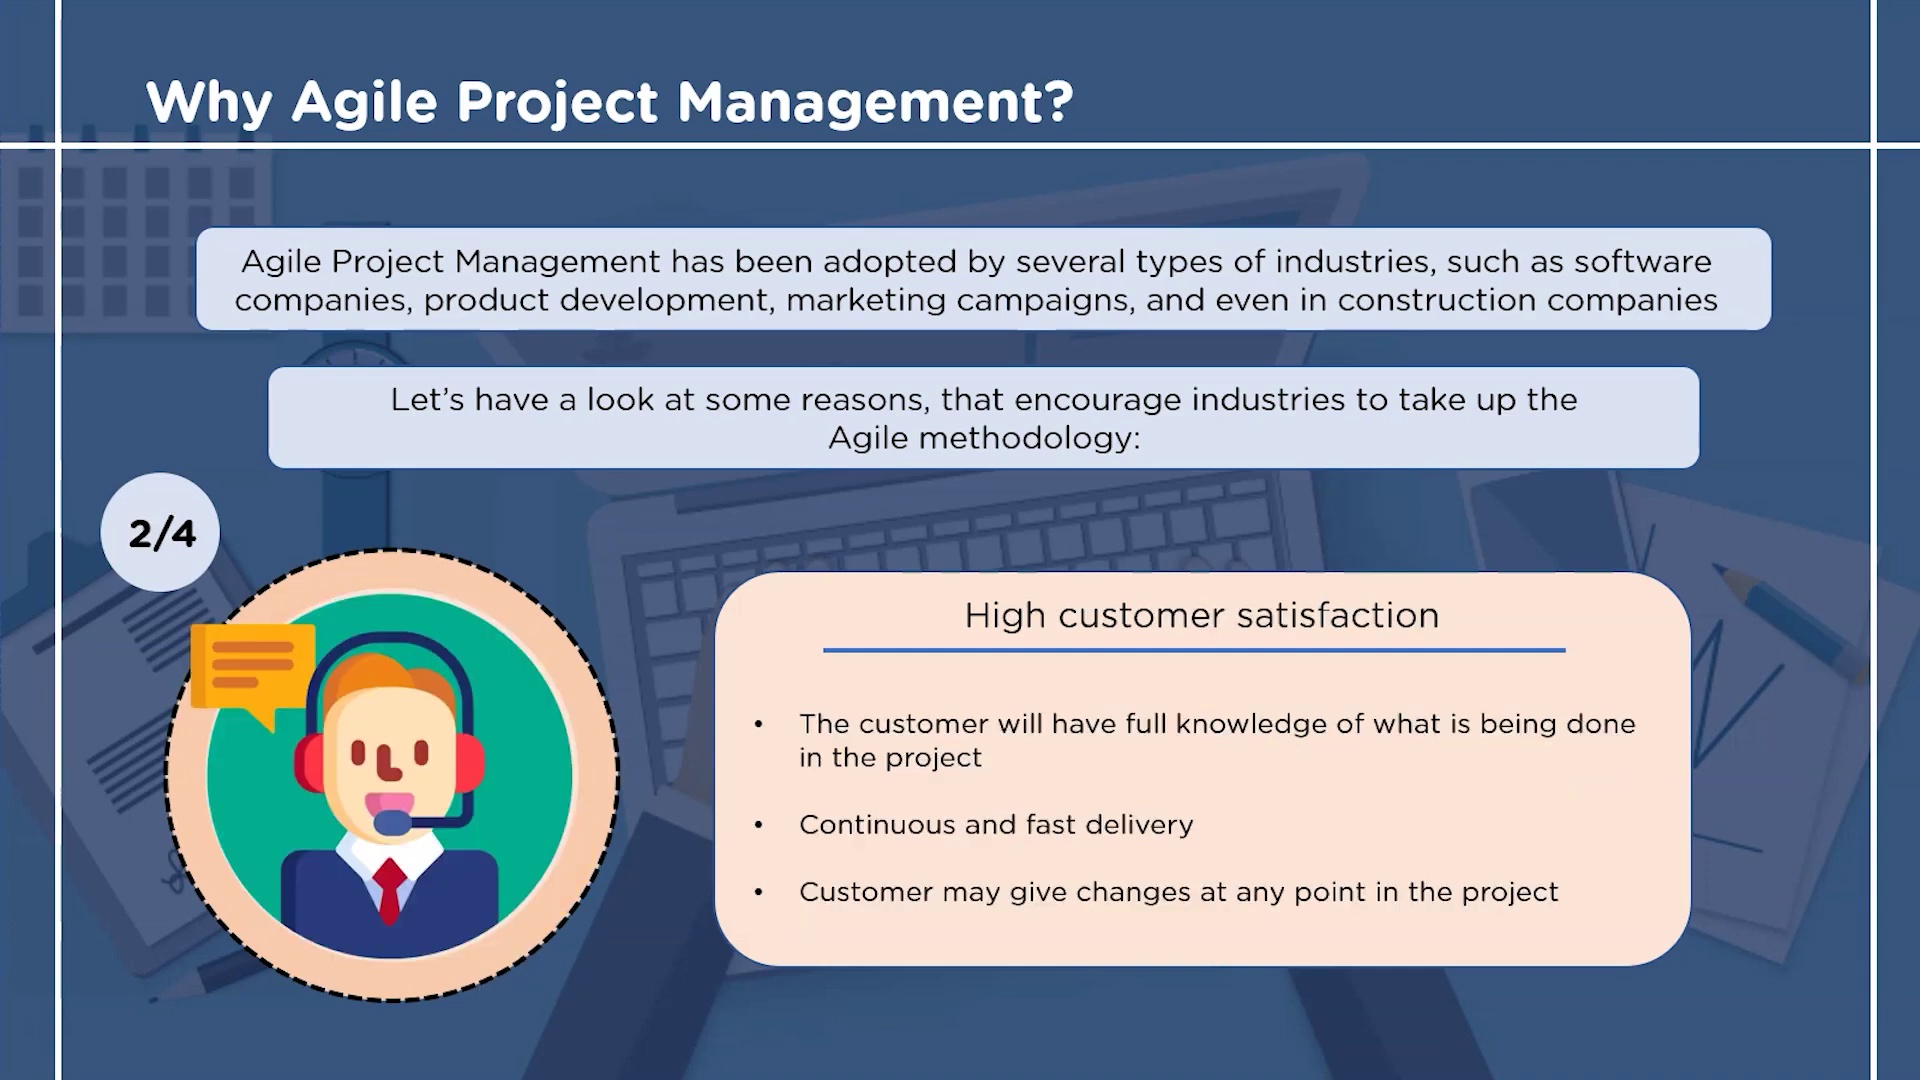 Why Agile Project Management?
Agile Project Management has been adopted by several types of industries, such as software
companies, product development, marketing campaigns, and even in construction companies
Let’s have a look at some reasons, that encourage industries to take up the
Agile methodology:
2/4
High customer satisfaction
• The customer will have full knowledge of what is being done
in the project
• Continuous and fast delivery
• Customer may give changes at any point in the project